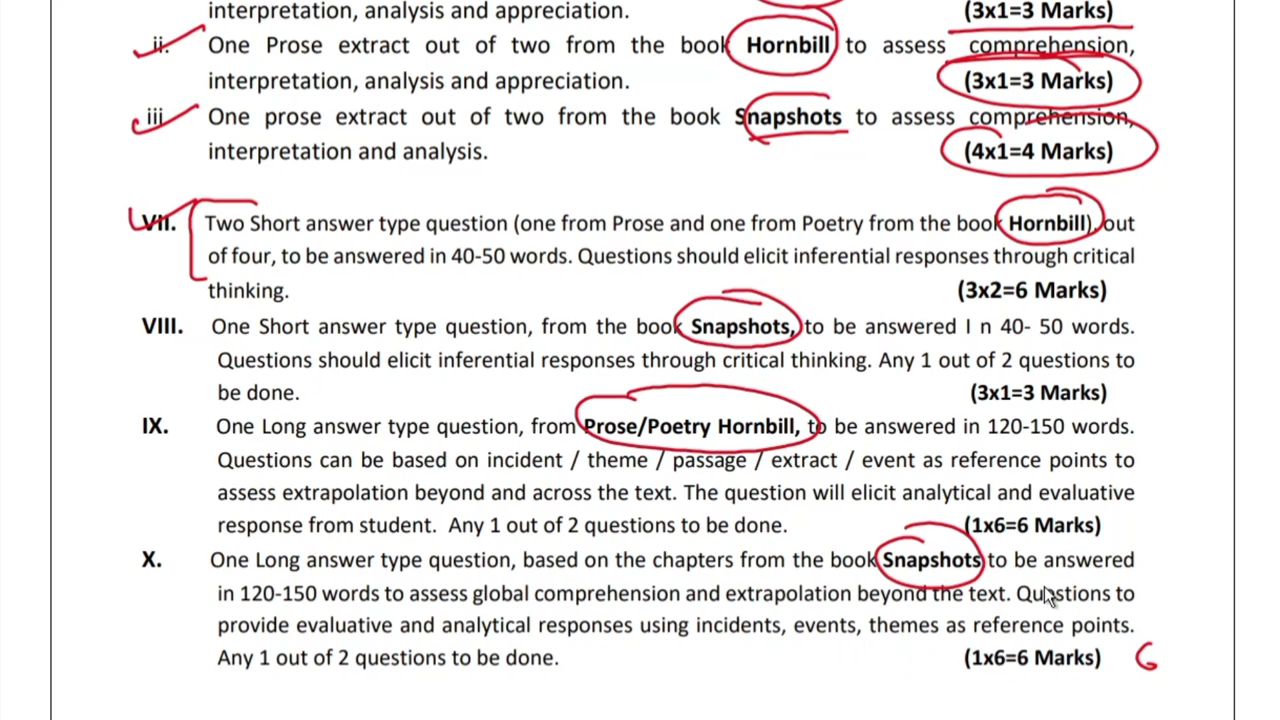 interpretation, analysis and appreciation. (3x1=3 Marks)
ii. One Prose extract out of two from the book Hornbill to assess comprehension,
interpretation, analysis and appreciation. (3x1=3 Marks)
iii One prose extract out of two from the book Snapshots to assess comprehension,
interpretation and analysis. (4x1=4 Marks)
VII. Two Short answer type question (one from Prose and one from Poetry from the book Hornbill), out
of four, to be answered in 40-50 words. Questions should elicit inferential responses through critical
thinking. (3x2=6 Marks)
VIII. One Short answer type question, from the book Snapshots, to be answered I n 40- 50 words.
Questions should elicit inferential responses through critical thinking. Any 1 out of 2 questions to
be done. (3x1=3 Marks)
IX. One Long answer type question, from Prose/Poetry Hornbill, to be answered in 120-150 words.
Questions can be based on incident / theme / passage / extract / event as reference points to
assess extrapolation beyond and across the text. The question will elicit analytical and evaluative
response from student. Any 1 out of 2 questions to be done. (1x6=6 Marks)
X. One Long answer type question, based on the chapters from the book Snapshots to be answered
in 120-150 words to assess global comprehension and extrapolation beyond the text. Questions to
provide evaluative and analytical responses using incidents, events, themes as reference points.
Any 1 out of 2 questions to be done. (1x6=6 Marks) 6